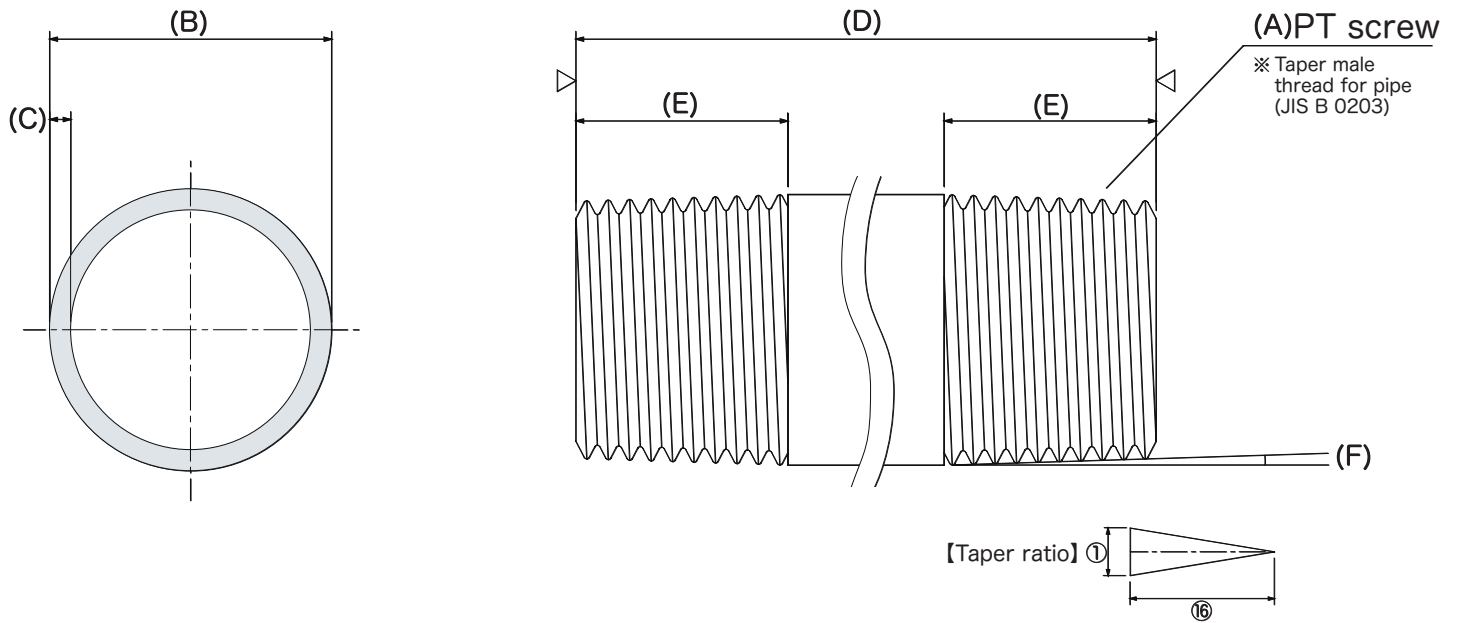 (B)
(D)
(A)PT screw
※ Taper male
thread for pipe
(JIS B 0203)
(C)
(E)
(E)
(F)
【Taper ratio】①
⑯